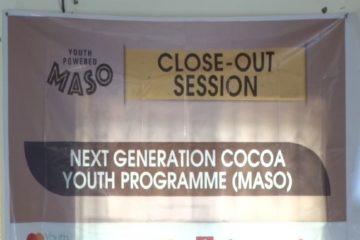 YOUTH
POWERED
MASO
CLOSE-OUT
SESSION
NEXT GENERATION COCOA
YOUTH PROGRAMME (MASO)